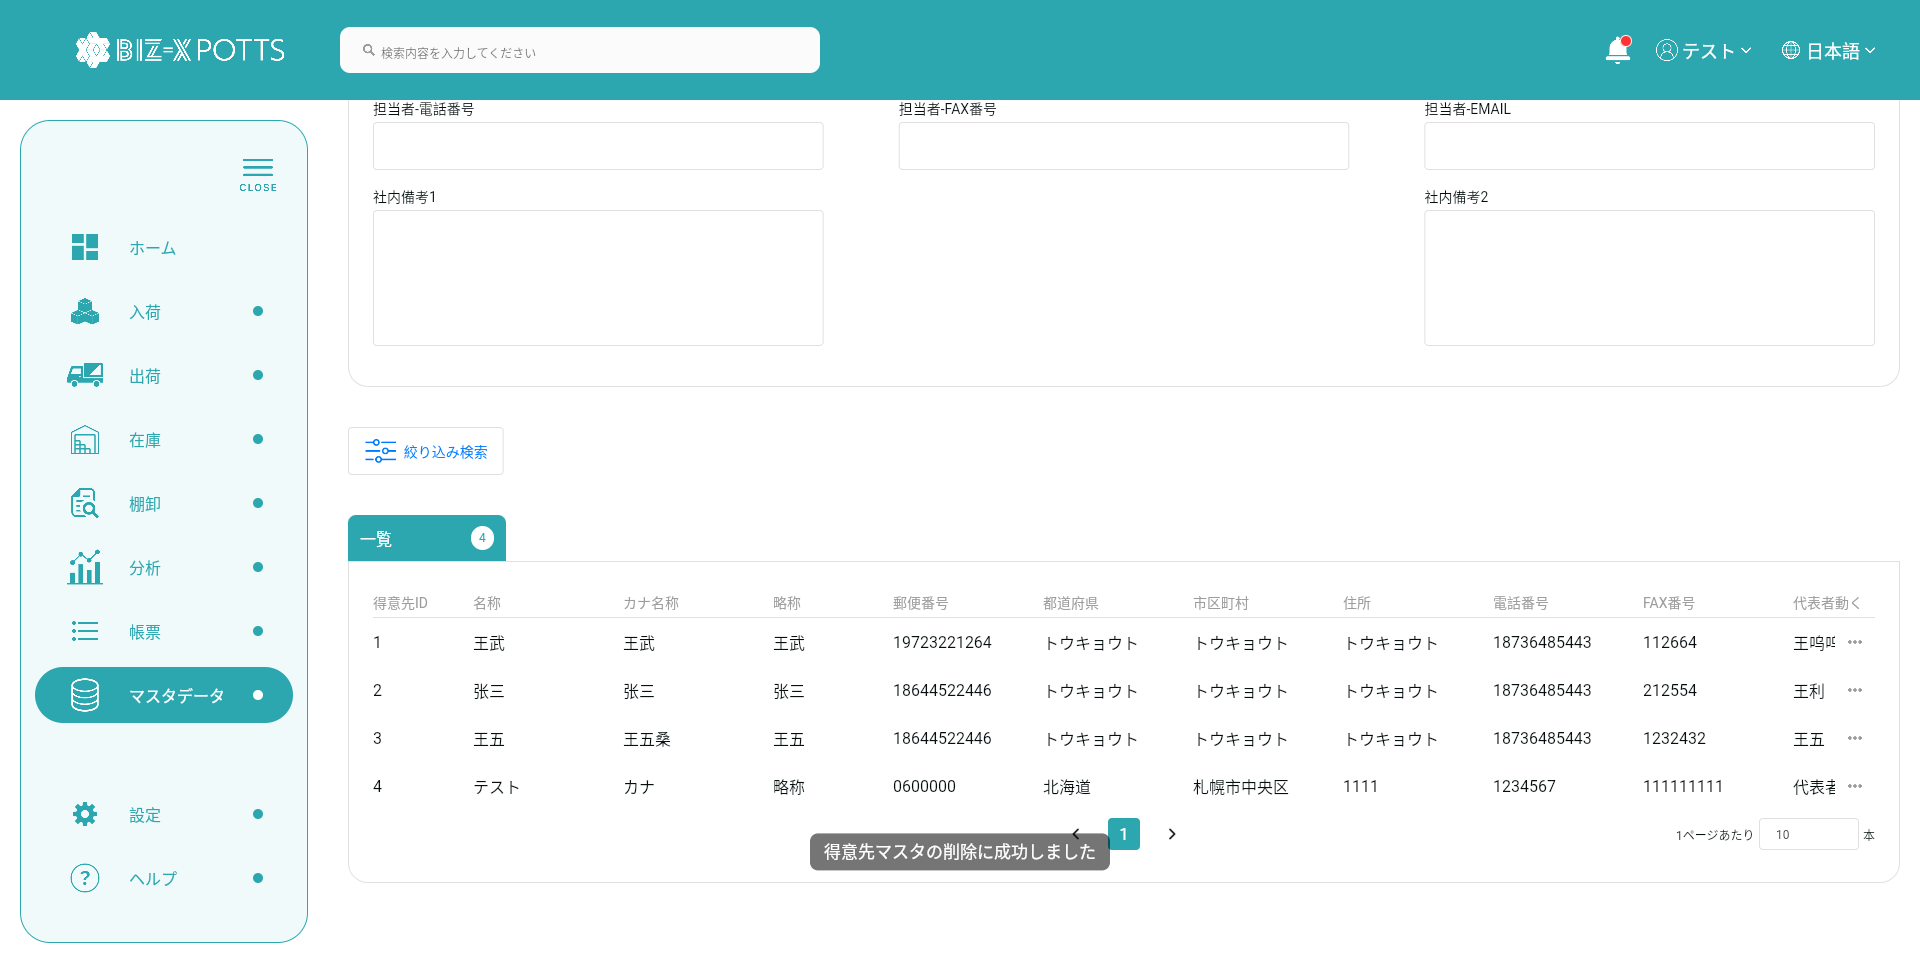 BIZ-X POTTS
検索内容を入力してください
テスト
日本語
CLOSE
ホーム
入荷
出荷
在庫
棚卸
分析
帳票
マスタデータ
設定
ヘルプ
担当者-電話番号 担当者-FAX番号 担当者-EMAIL
社内備考1 社内備考2
絞り込み検索
一覧 4
得意先ID 名称 カナ名称 略称 郵便番号 都道府県 市区町村 住所 電話番号 FAX番号 代表者動く
1 王武 王武 王武 19723221264 トウキョウト トウキョウト トウキョウト 18736485443 112664 王呜
2 张三 张三 张三 18644522446 トウキョウト トウキョウト トウキョウト 18736485443 212554 王利
3 王五 王五桑 王五 18644522446 トウキョウト トウキョウト トウキョウト 18736485443 1232432 王五
4 テスト カナ 略称 0600000 北海道 札幌市中央区 1111 1234567 111111111 代表者
1
1ページあたり 10 本
得意先マスタの削除に成功しました